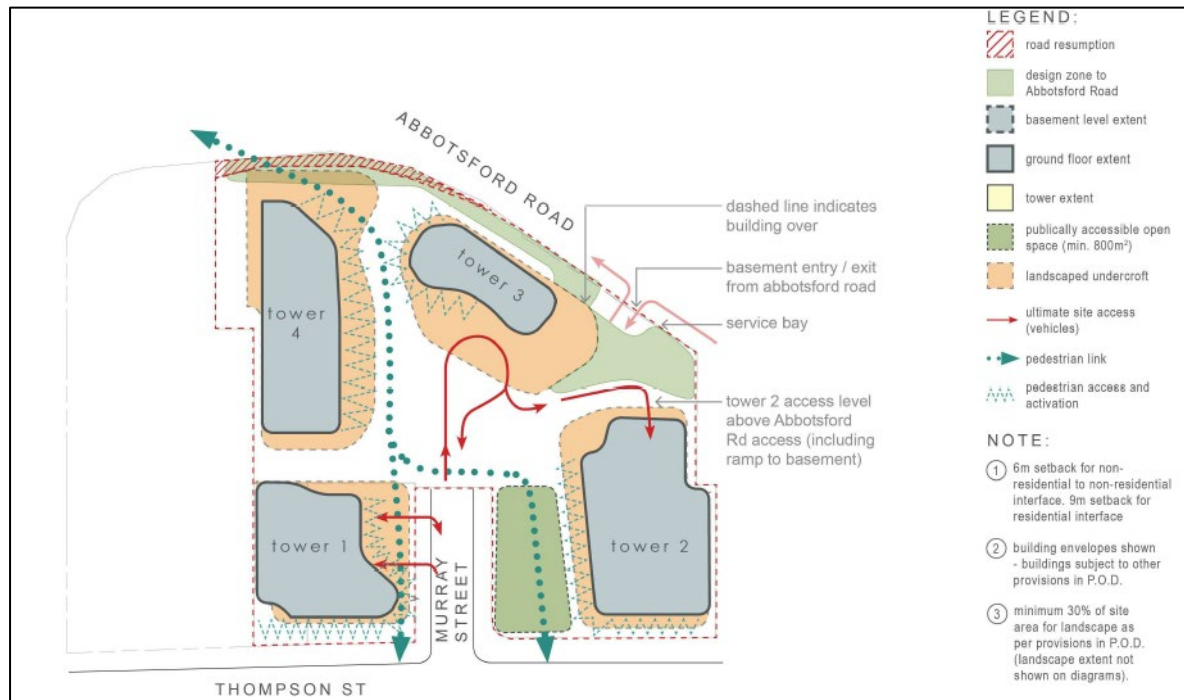 ABBOTSFORD ROAD
tower 3
tower
4
tower 1
tower 2
MURRAY
STREET
THOMPSON ST
dashed line indicates
building over
basement entry / exit
from abbotsford road
service bay
tower 2 access level
above Abbotsford
Rd access (including
ramp to basement)
LEGEND:
road resumption
design zone to
Abbotsford Road
basement level extent
ground floor extent
tower extent
publically accessible open
space (min. 800m²)
landscaped undercroft
ultimate site access
(vehicles)
pedestrian link
pedestrian access and
activation
NOTE:
1 6m setback for non-
residential to non-residential
interface. 9m setback for
residential interface
2 building envelopes shown
- buildings subject to other
provisions in P.O.D.
3 minimum 30% of site
area for landscape as
per provisions in P.O.D.
(landscape extent not
shown on diagrams).